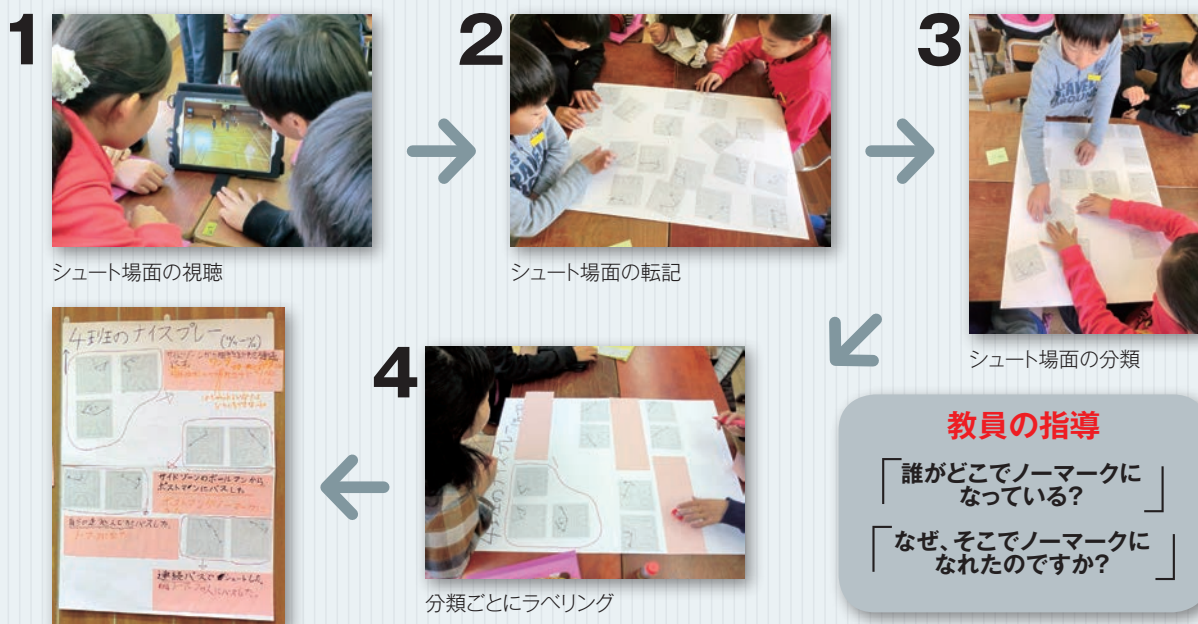 1
2
3
シュート場面の視聴
シュート場面の転記
シュート場面の分類
4
分類ごとにラベリング
教員の指導
「誰がどこでノーマークに
なっている?」
「なぜ、そこでノーマークに
なれたのですか?」
4班のナイスプレー
サイドゾーンのボールマンから
ポストマンにパスした。
連続パスでシュートした。